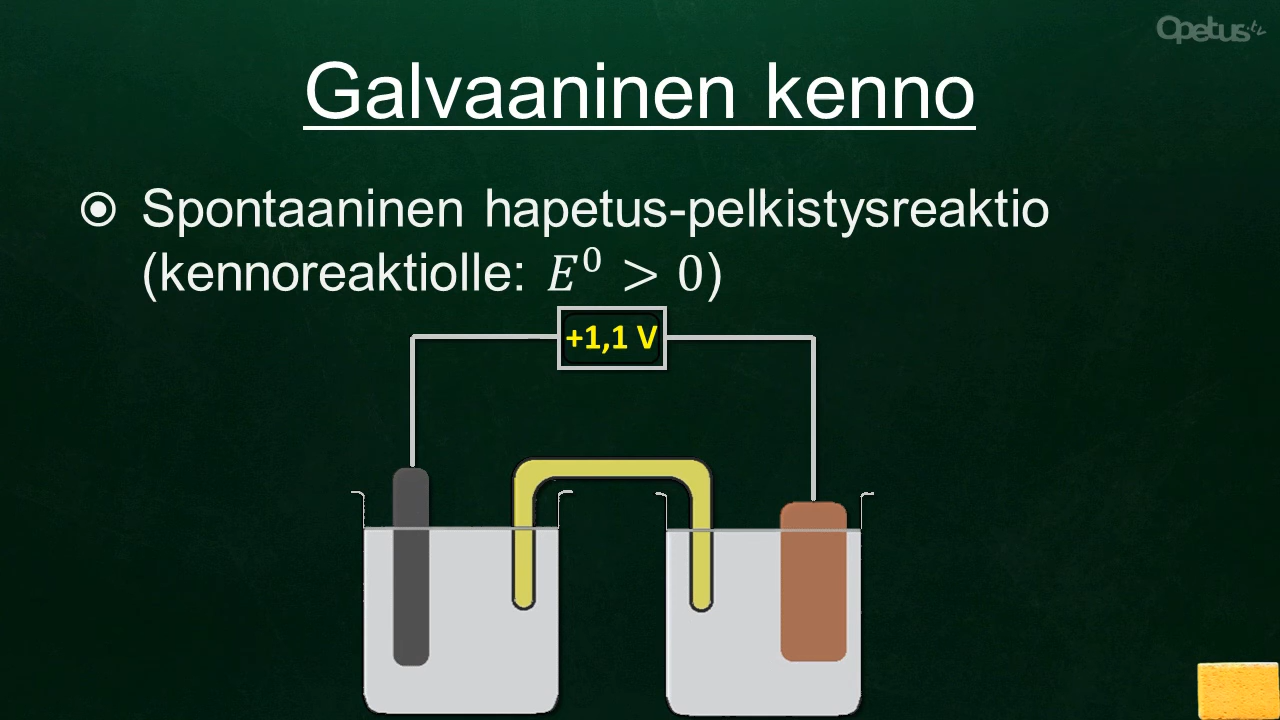 Opetus.tv
Galvaaninen kenno
Spontaaninen hapetus-pelkistysreaktio
(kennoreaktiolle: E⁰ > 0)
+1,1 V